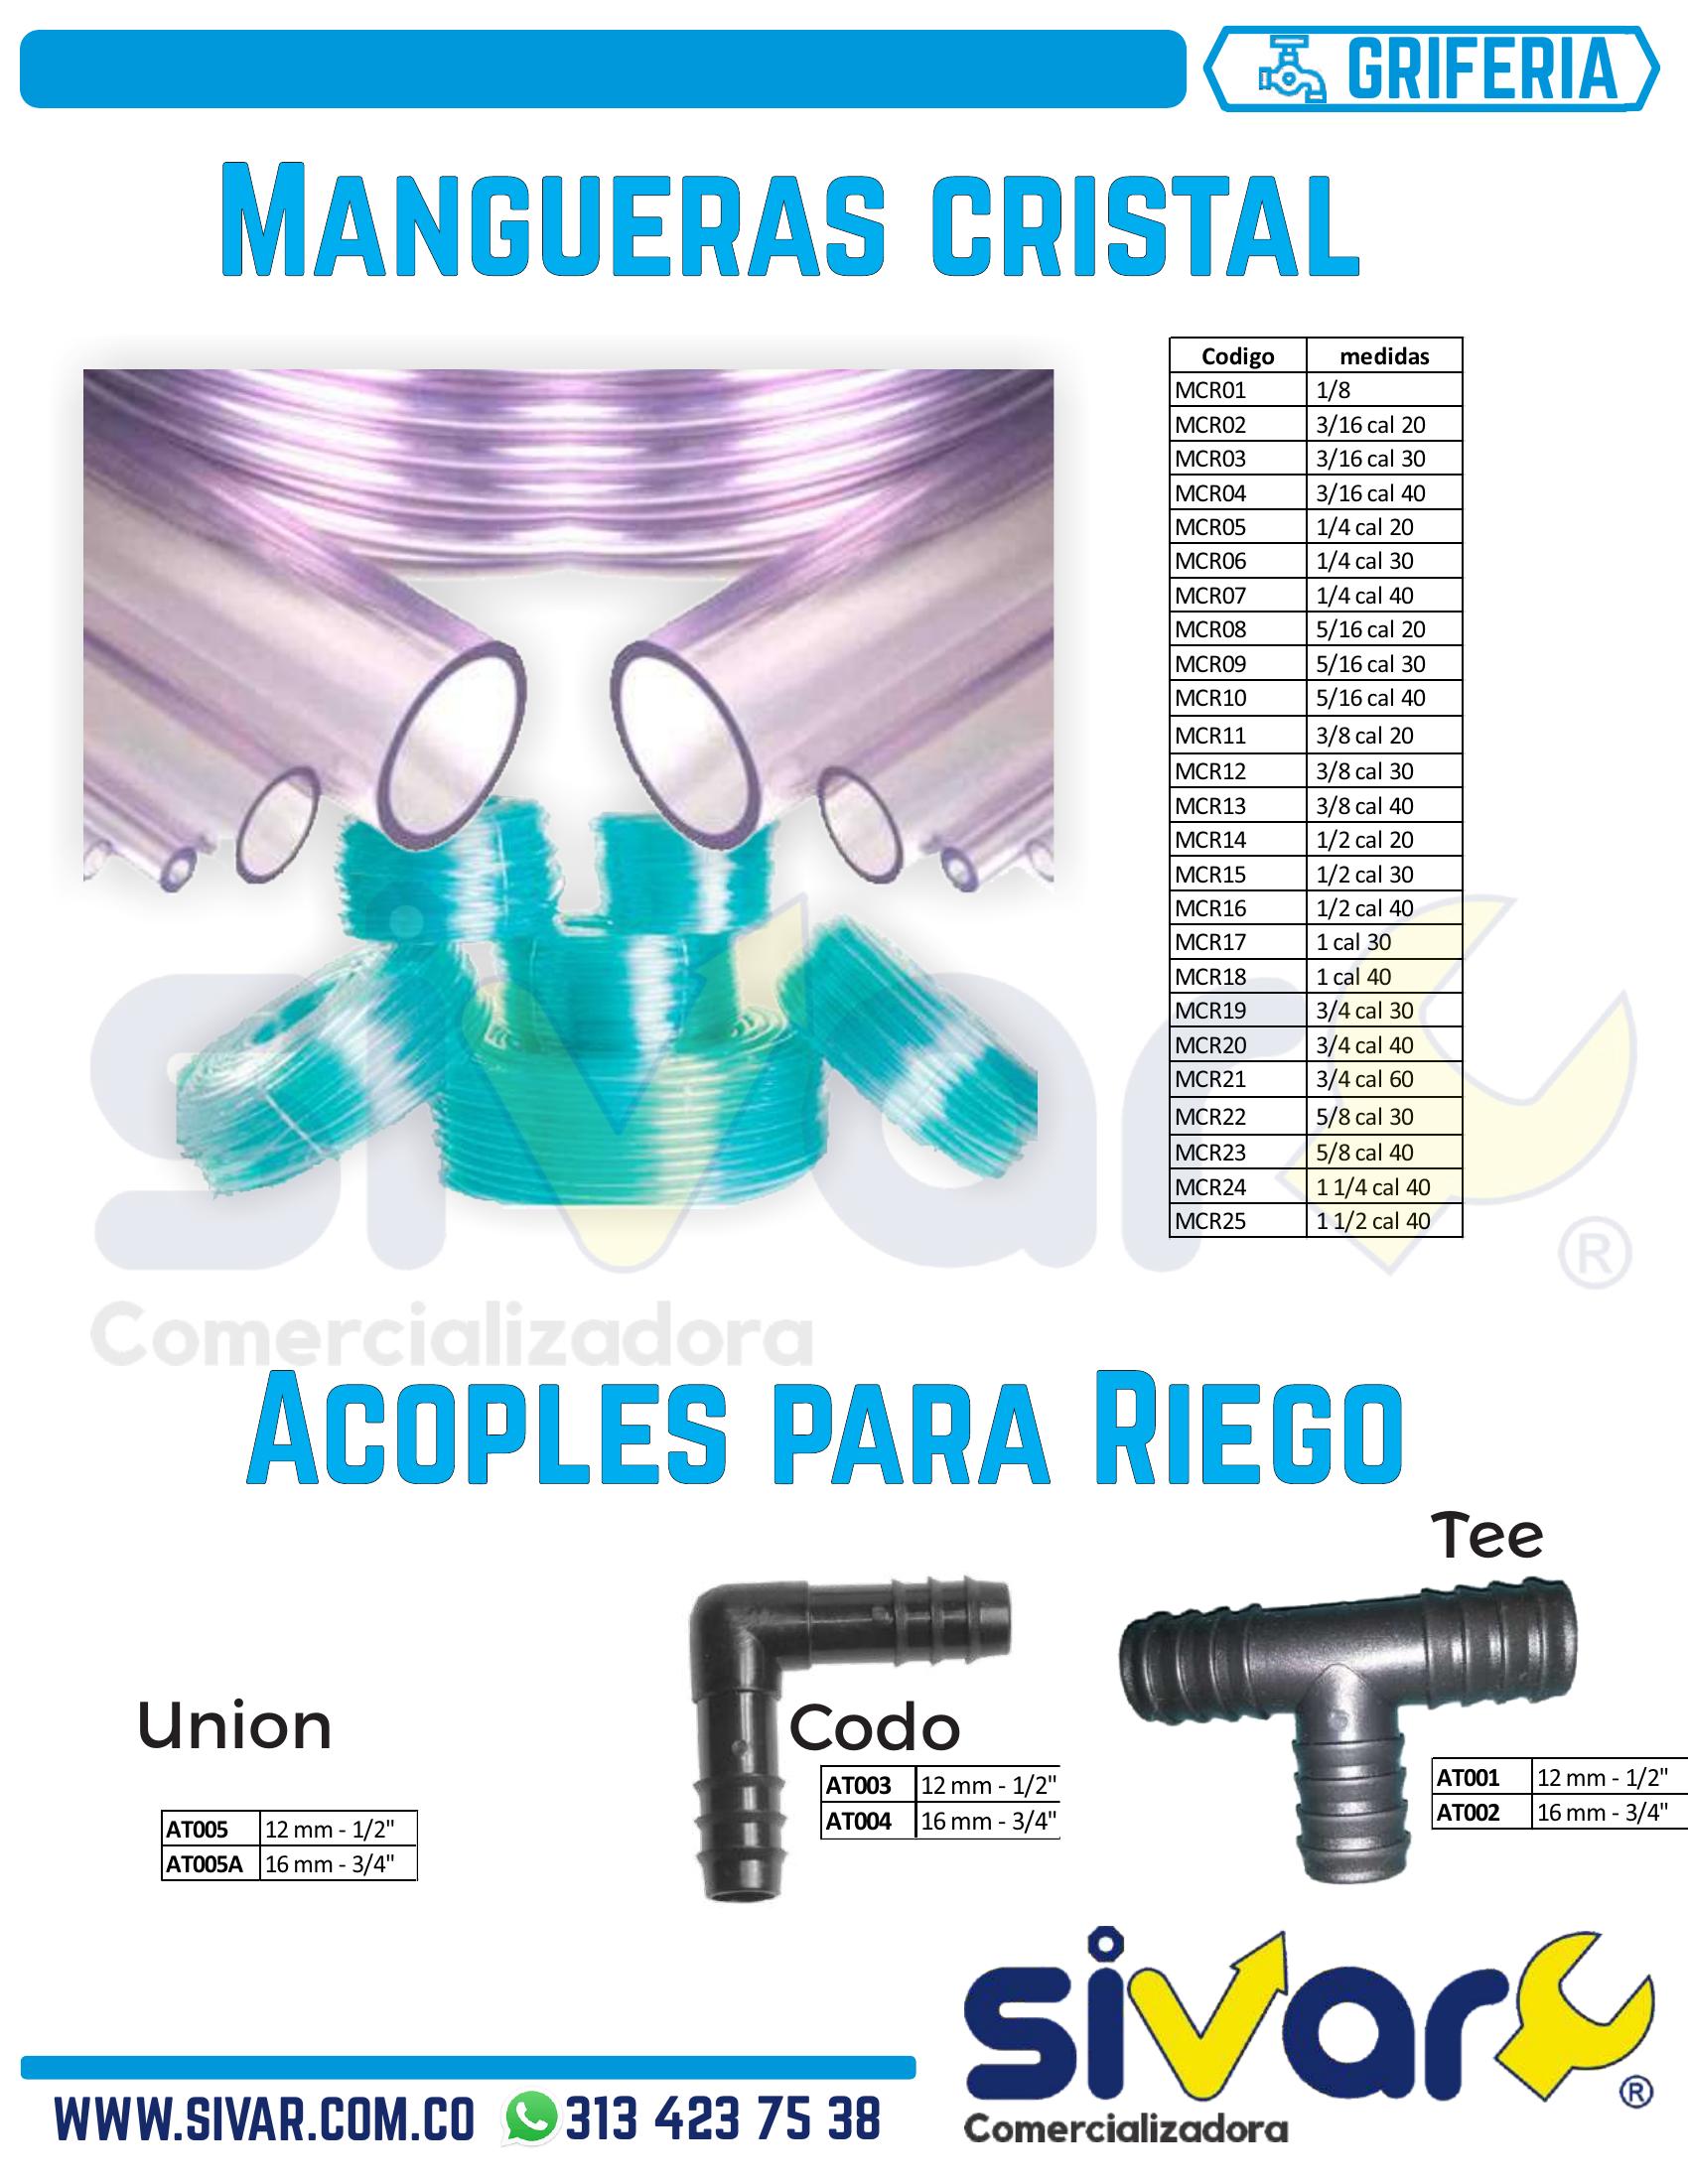 GRIFERIA
MANGUERAS CRISTAL
Codigo medidas
MCR01 1/8
MCR02 3/16 cal 20
MCR03 3/16 cal 30
MCR04 3/16 cal 40
MCR05 1/4 cal 20
MCR06 1/4 cal 30
MCR07 1/4 cal 40
MCR08 5/16 cal 20
MCR09 5/16 cal 30
MCR10 5/16 cal 40
MCR11 3/8 cal 20
MCR12 3/8 cal 30
MCR13 3/8 cal 40
MCR14 1/2 cal 20
MCR15 1/2 cal 30
MCR16 1/2 cal 40
MCR17 1 cal 30
MCR18 1 cal 40
MCR19 3/4 cal 30
MCR20 3/4 cal 40
MCR21 3/4 cal 60
MCR22 5/8 cal 30
MCR23 5/8 cal 40
MCR24 1 1/4 cal 40
MCR25 1 1/2 cal 40
sivar
®
Comercializadora
ACOPLES PARA RIEGO
Union
AT005 12 mm - 1/2"
AT005A 16 mm - 3/4"
Codo
AT003 12 mm - 1/2"
AT004 16 mm - 3/4"
Tee
AT001 12 mm - 1/2"
AT002 16 mm - 3/4"
sivar
®
Comercializadora
WWW.SIVAR.COM.CO 313 423 75 38